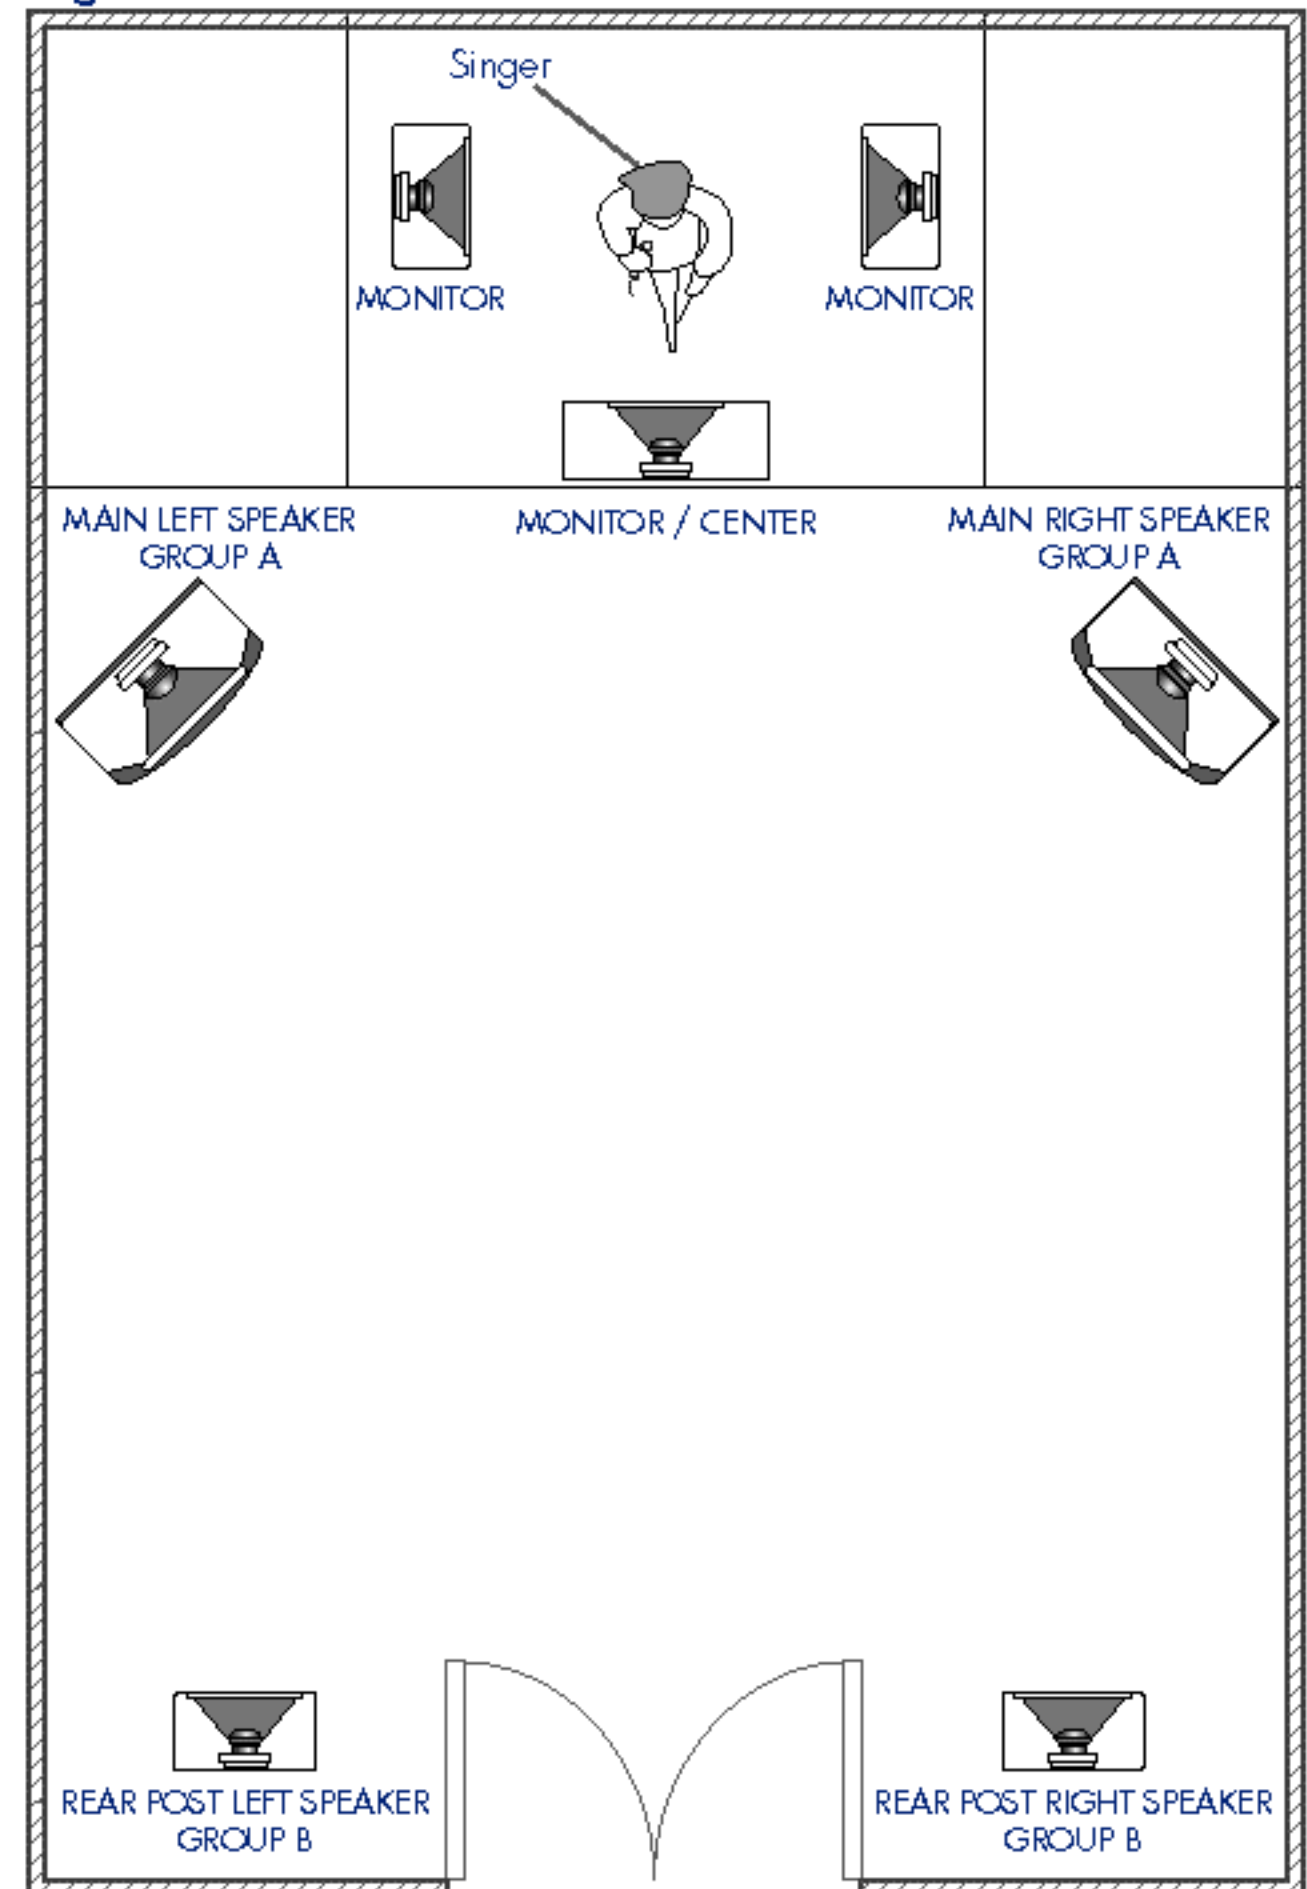 Singer
MONITOR
MONITOR
MAIN LEFT SPEAKER
GROUP A
MONITOR / CENTER
MAIN RIGHT SPEAKER
GROUP A
REAR POST LEFT SPEAKER
GROUP B
REAR POST RIGHT SPEAKER
GROUP B